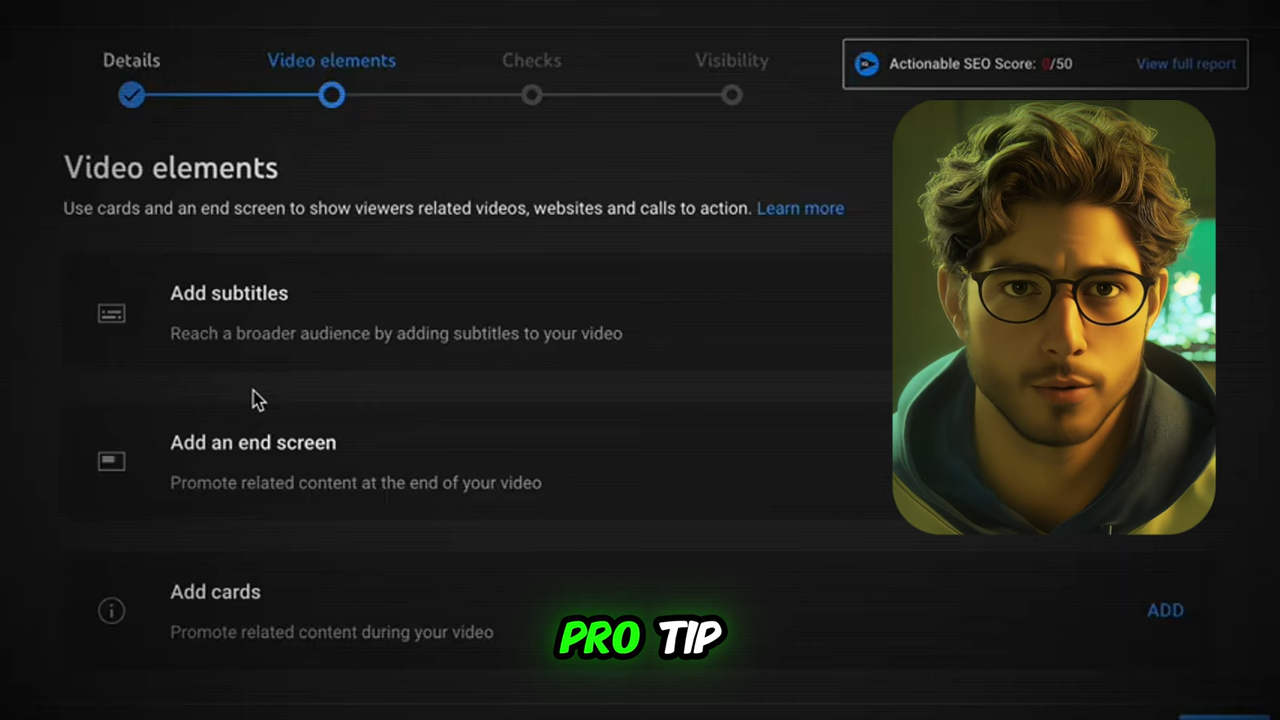 Details
Video elements
Checks
Visibility
Actionable SEO Score: 0/50
View full report
Video elements
Use cards and an end screen to show viewers related videos, websites and calls to action. Learn more
Add subtitles
Reach a broader audience by adding subtitles to your video
Add an end screen
Promote related content at the end of your video
Add cards
Promote related content during your video
ADD
PRO TIP